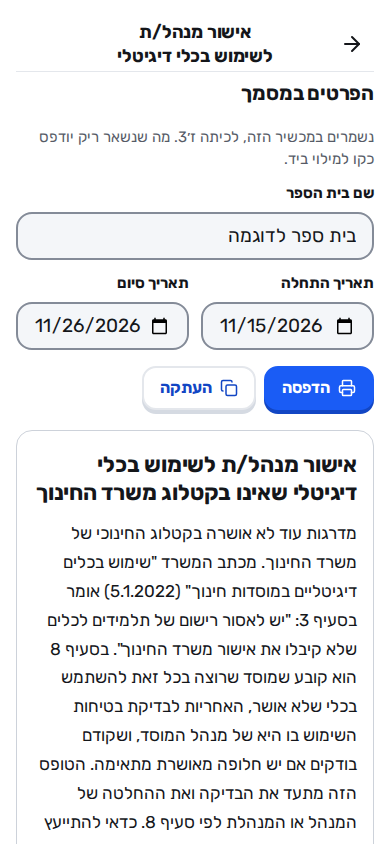 אישור מנהל/ת
לשימוש בכלי דיגיטלי
הפרטים במסמך
נשמרים במכשיר הזה, לכיתה ז׳3. מה שנשאר ריק יודפס
כקו למילוי ביד.
שם בית הספר
בית ספר לדוגמה
תאריך התחלה
תאריך סיום
11/15/2026
11/26/2026
הדפסה
העתקה
אישור מנהל/ת לשימוש בכלי
דיגיטלי שאינו בקטלוג משרד החינוך
מדרגות עוד לא אושרה בקטלוג החינוכי של
משרד החינוך. מכתב המשרד "שימוש בכלים
דיגיטליים במוסדות חינוך" (5.1.2022) אומר
בסעיף 3: "יש לאסור רישום של תלמידים לכלים
שלא קיבלו את אישור משרד החינוך". בסעיף 8
הוא קובע שמוסד שרוצה בכל זאת להשתמש
בכלי שלא אושר, האחריות לבדיקת בטיחות
השימוש בו היא של מנהל המוסד, ושקודם
בודקים אם יש חלופה מאושרת מתאימה. הטופס
הזה מתעד את הבדיקה ואת ההחלטה של
המנהל או המנהלת לפי סעיף 8. כדאי להתייעץ